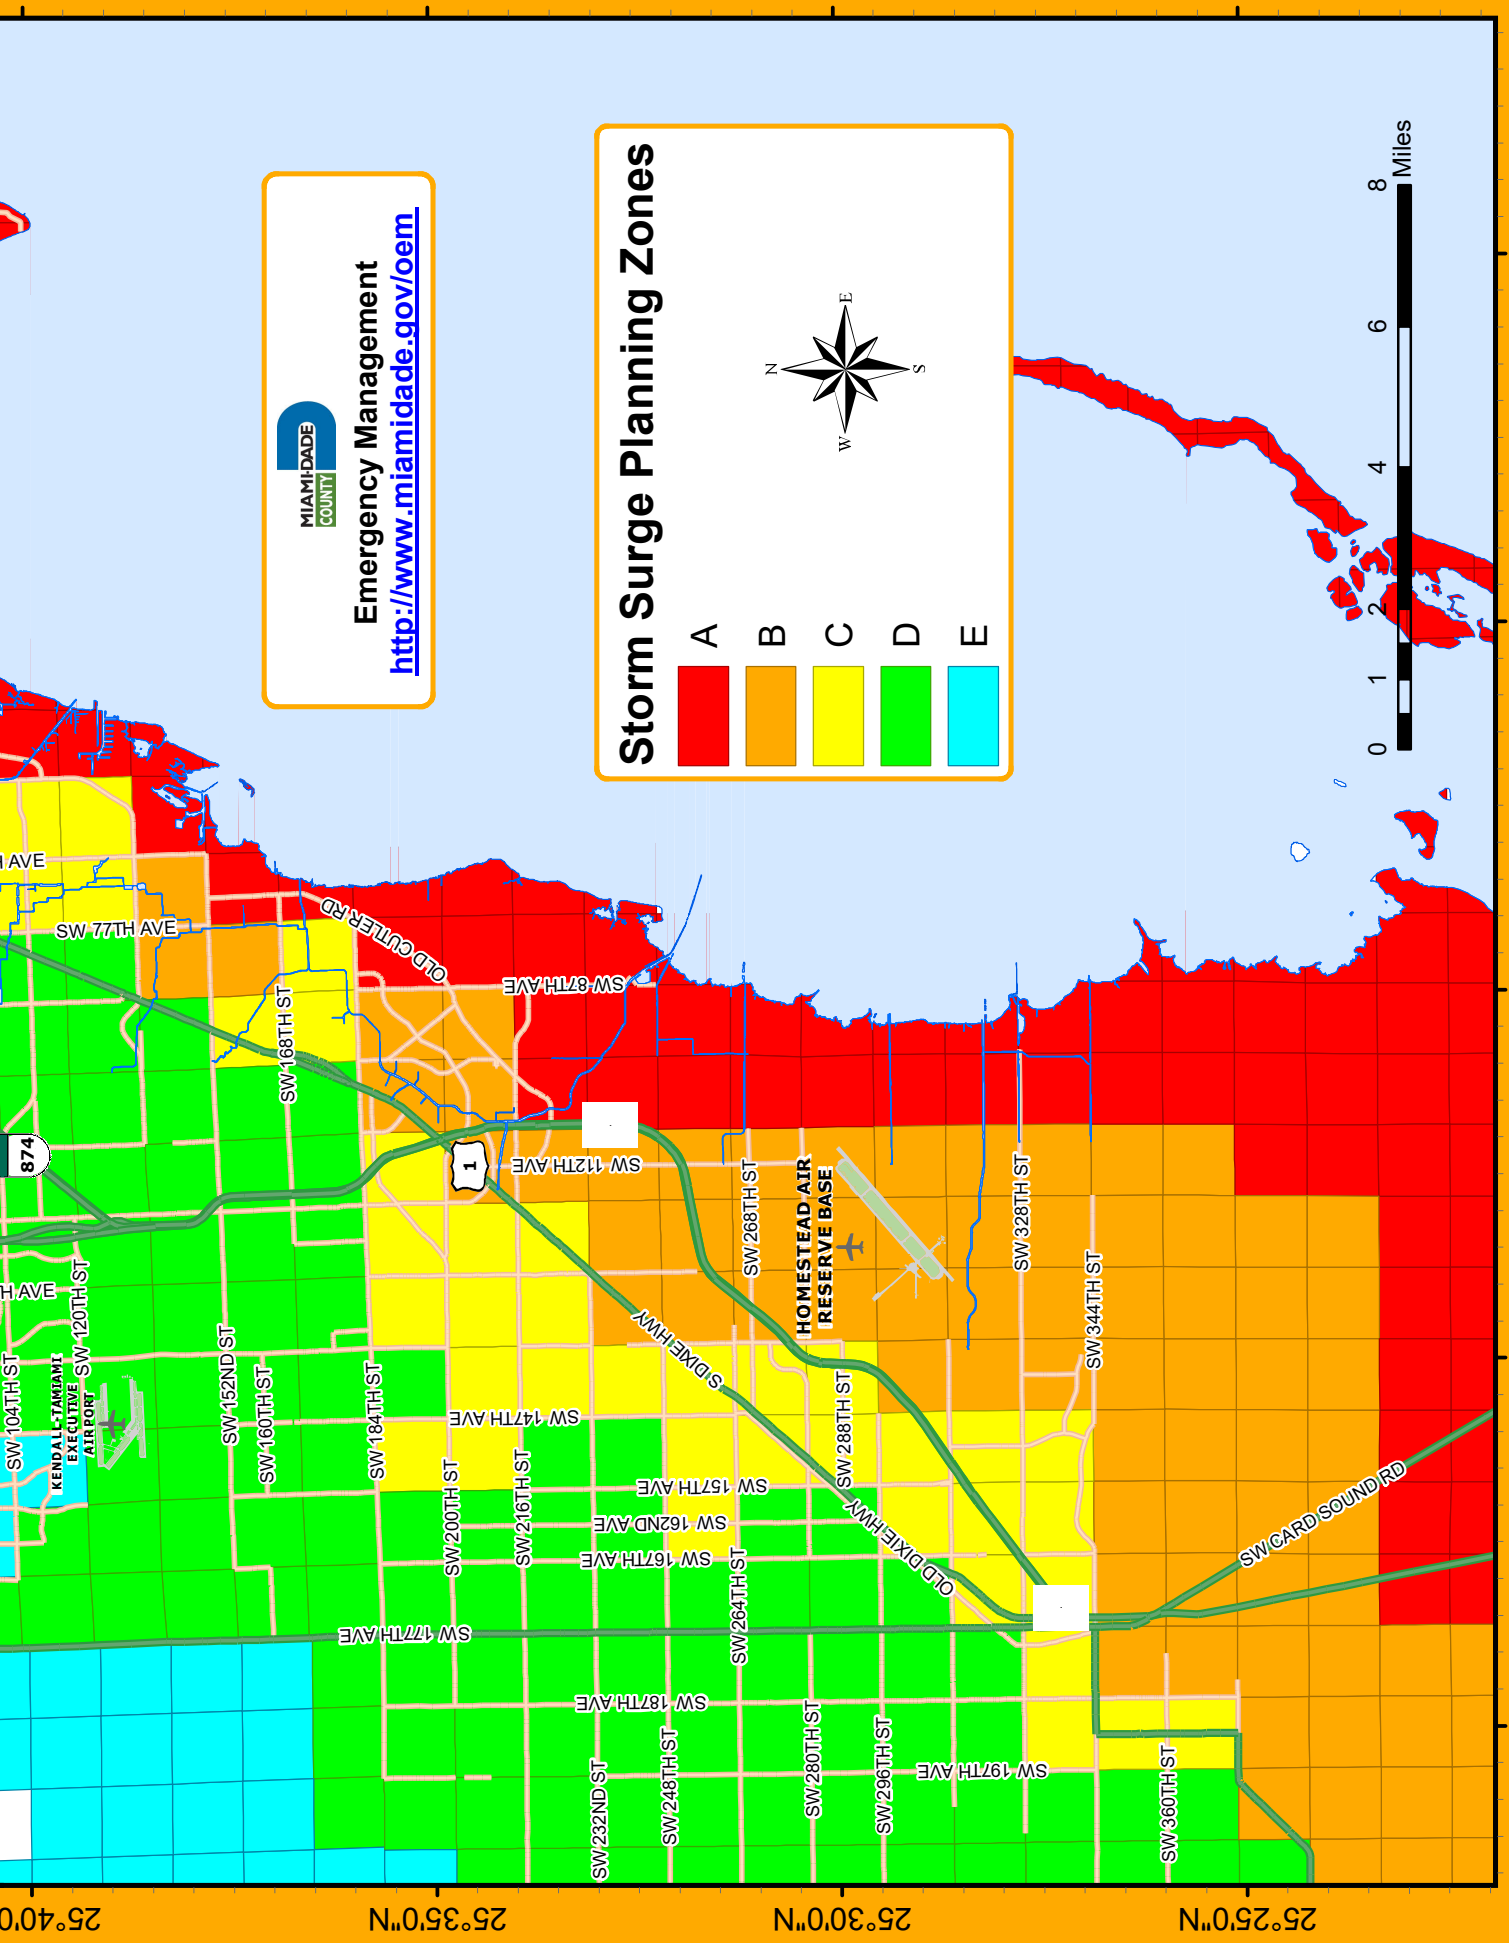 MIAMI-DADE
COUNTY
Emergency Management
http://www.miamidade.gov/oem
Storm Surge Planning Zones
A
B
C
D
E
N
E
S
W
0
1
2
4
6
8
Miles
H AVE
SW 77TH AVE
OLD CUTLER RD
SW 87TH AVE
SW 168TH ST
874
1
SW 112TH AVE
SW 268TH ST
HOMESTEAD AIR
RESERVE BASE
SW 328TH ST
SW 344TH ST
H AVE
SW 120TH ST
SW 104TH ST
KENDALL-TAMIAMI
EXECUTIVE
AIRPORT
SW 152ND ST
SW 160TH ST
SW 184TH ST
SW 147TH AVE
S DIXIE HWY
SW 200TH ST
SW 216TH ST
SW 157TH AVE
SW 162ND AVE
SW 167TH AVE
SW 288TH ST
OLD DIXIE HWY
SW 264TH ST
SW CARD SOUND RD
SW 177TH AVE
SW 187TH AVE
SW 197TH AVE
SW 232ND ST
SW 248TH ST
SW 280TH ST
SW 296TH ST
SW 360TH ST
25°40'0"N
25°35'0"N
25°30'0"N
25°25'0"N